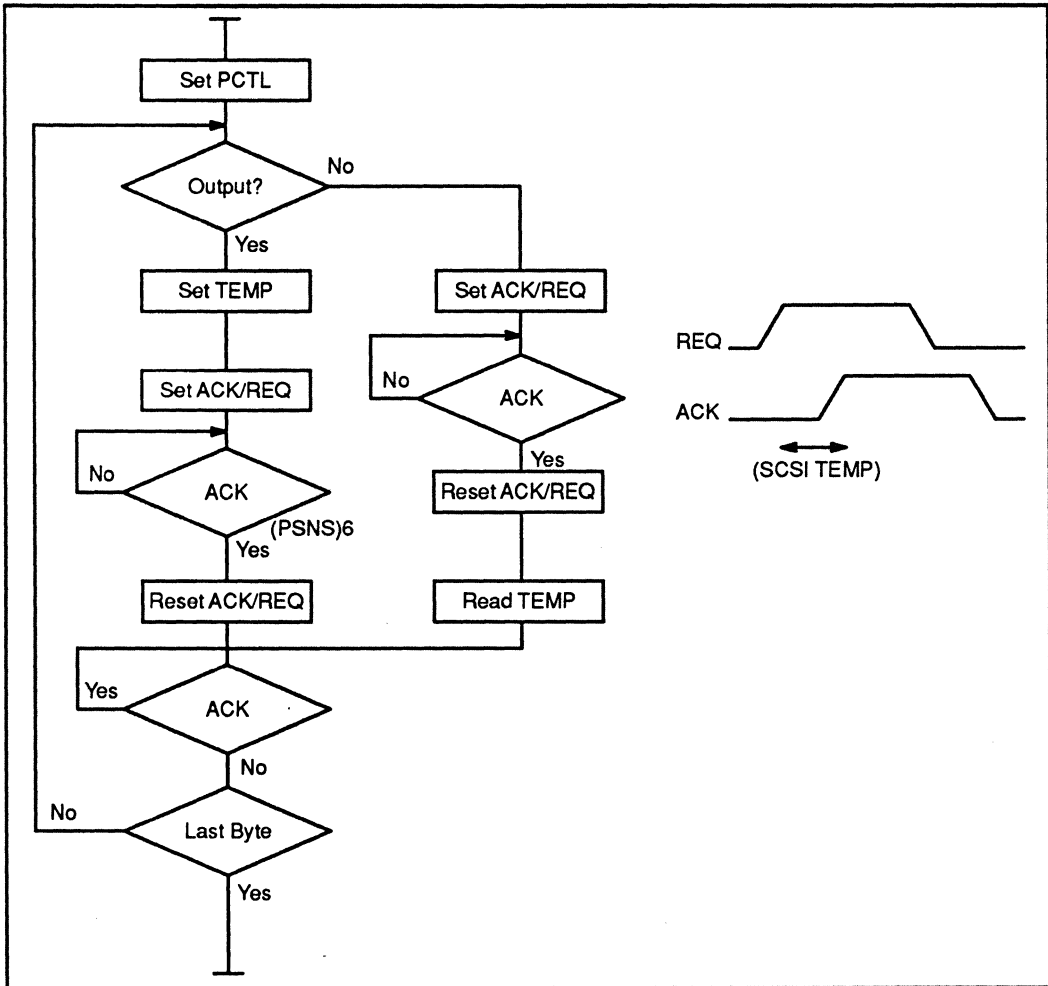 Set PCTL
Output?
No
Yes
Set TEMP
Set ACK/REQ
No
ACK
(PSNS)6
Yes
Reset ACK/REQ
Set ACK/REQ
No
ACK
Yes
Reset ACK/REQ
Read TEMP
Yes
ACK
No
No
Last Byte
Yes
REQ
ACK
(SCSI TEMP)